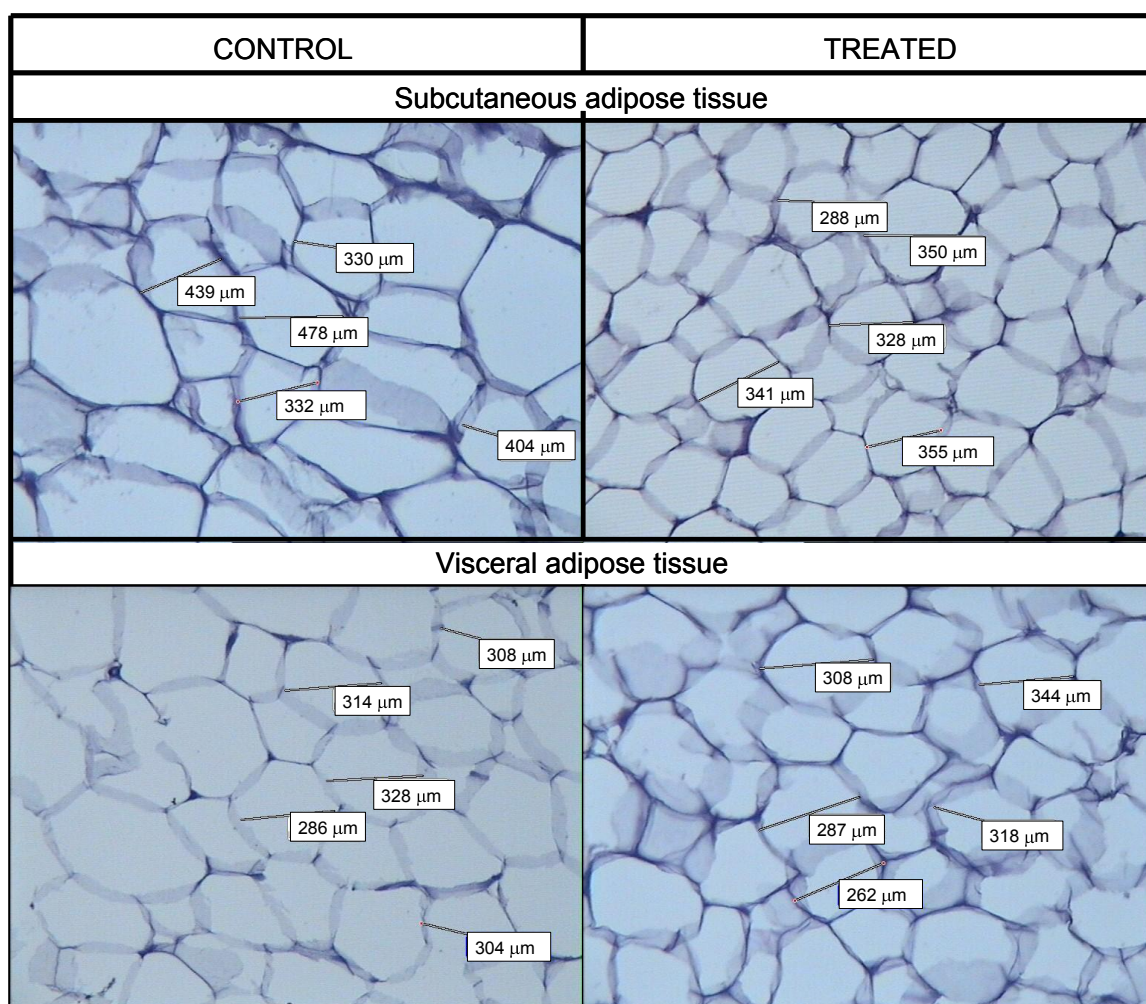 CONTROL
TREATED
Subcutaneous adipose tissue
330 μm
439 μm
478 μm
332 μm
404 μm
288 μm
350 μm
328 μm
341 μm
355 μm
Visceral adipose tissue
308 μm
314 μm
328 μm
286 μm
304 μm
308 μm
344 μm
287 μm
318 μm
262 μm